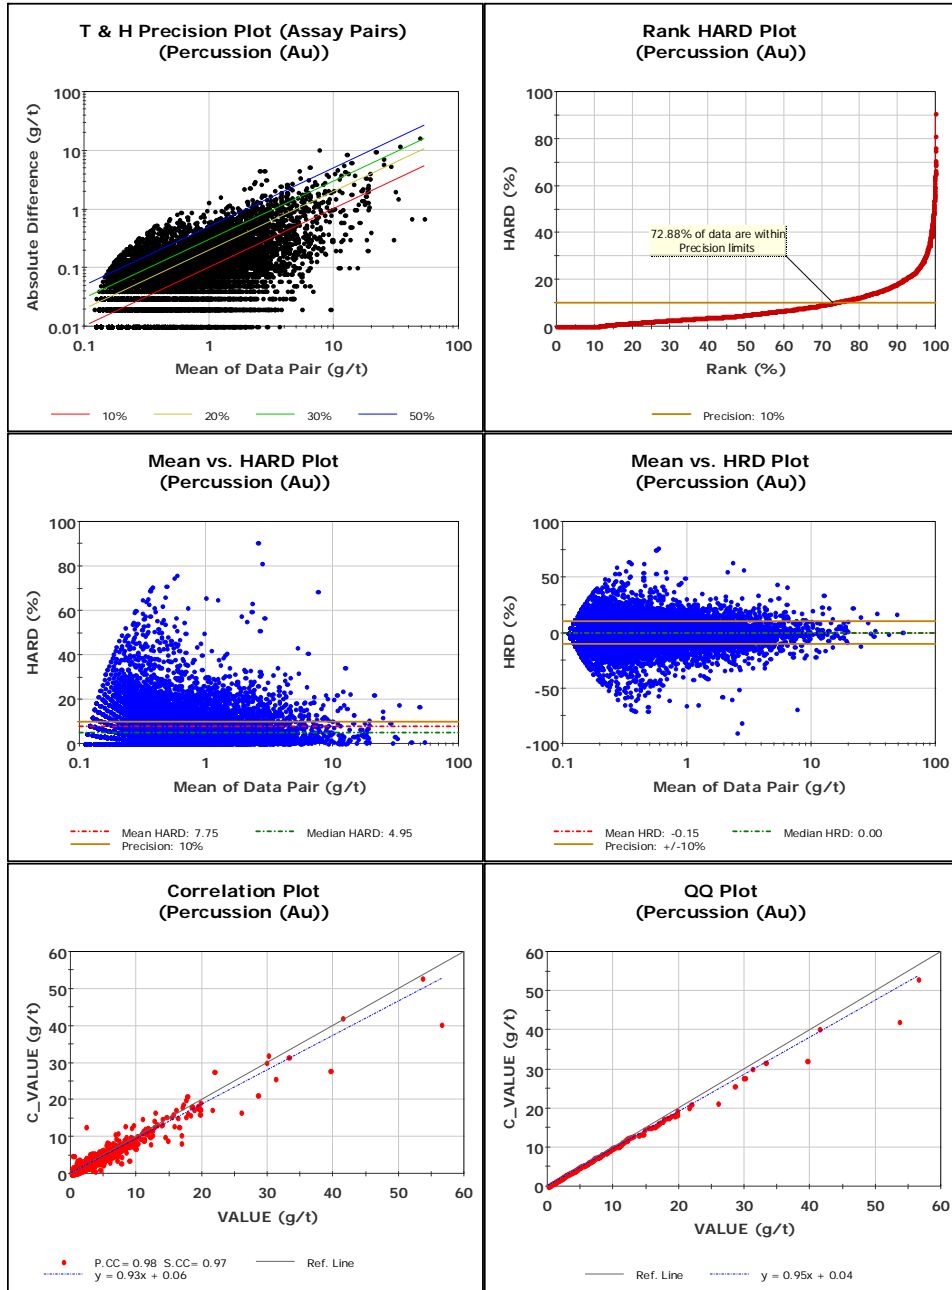 T & H Precision Plot (Assay Pairs)
(Percussion (Au))
100
10
1
0.1
0.01
Absolute Difference (g/t)
0.1
1
10
100
Mean of Data Pair (g/t)
10%
20%
30%
50%
Rank HARD Plot
(Percussion (Au))
100
80
60
40
20
0
HARD (%)
72.88% of data are within
Precision limits
0
10
20
30
40
50
60
70
80
90
100
Rank (%)
Precision: 10%
Mean vs. HARD Plot
(Percussion (Au))
100
80
60
40
20
0
HARD (%)
0.1
1
10
100
Mean of Data Pair (g/t)
Mean HARD: 7.75
Median HARD: 4.95
Precision: 10%
Mean vs. HRD Plot
(Percussion (Au))
100
50
0
-50
-100
HRD (%)
0.1
1
10
100
Mean of Data Pair (g/t)
Mean HRD: -0.15
Median HRD: 0.00
Precision: +/-10%
Correlation Plot
(Percussion (Au))
60
50
40
30
20
10
0
C_VALUE (g/t)
0
10
20
30
40
50
60
VALUE (g/t)
P.CC= 0.98 S.CC= 0.97
Ref. Line
y = 0.93x + 0.06
QQ Plot
(Percussion (Au))
60
50
40
30
20
10
0
C_VALUE (g/t)
0
10
20
30
40
50
60
VALUE (g/t)
Ref. Line
y = 0.95x + 0.04